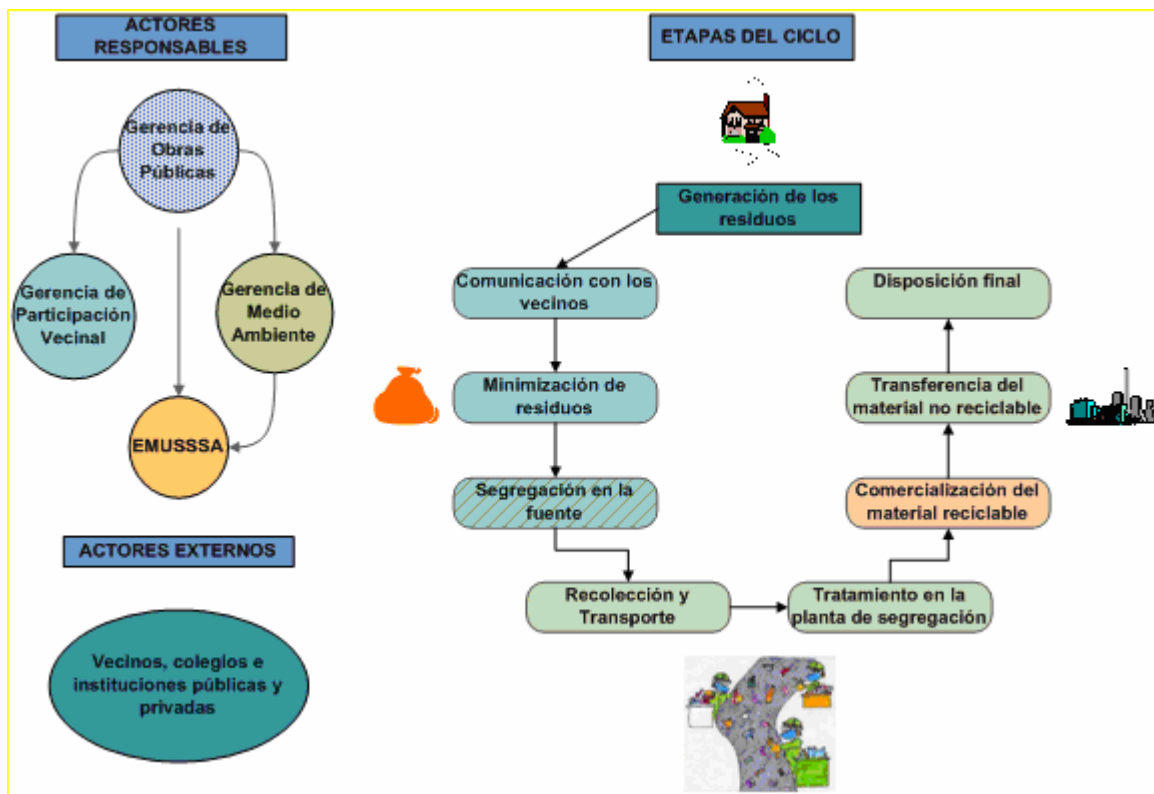 ACTORES
RESPONSABLES
Gerencia de
Obras
Públicas
Gerencia de
Participación
Vecinal
Gerencia de
Medio
Ambiente
EMUSSSA
ACTORES EXTERNOS
Vecinos, colegios e
instituciones públicas y
privadas
ETAPAS DEL CICLO
Generación de los
residuos
Comunicación con los
vecinos
Minimización de
residuos
Segregación en la
fuente
Recolección y
Transporte
Tratamiento en la
planta de segregación
Comercialización del
material reciclable
Transferencia del
material no reciclable
Disposición final